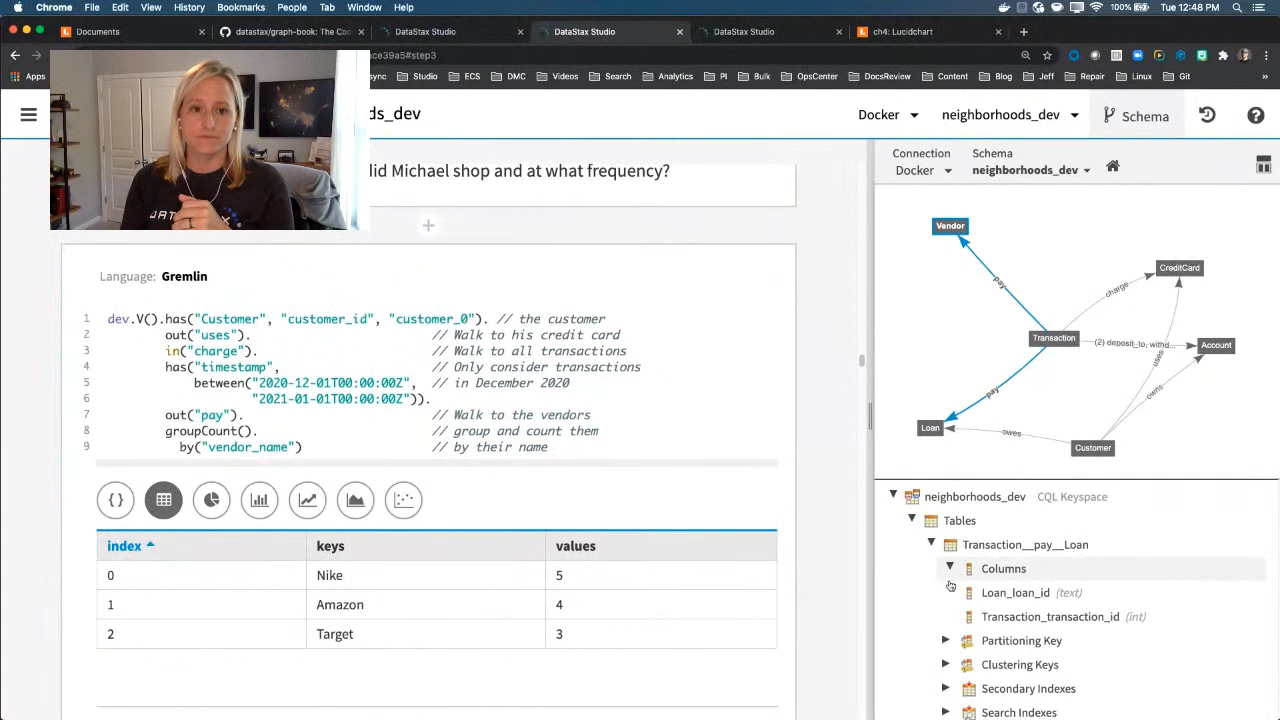 Chrome File Edit View History Bookmarks People Tab Window Help
100% Tue 12:48 PM
Documents
datastax/graph-book: The Co
DataStax Studio
DataStax Studio
DataStax Studio
ch4: Lucidchart
ace39a5#step3
Apps
sync
Studio
ECS
DMC
Videos
Search
Analytics
PI
Bulk
OpsCenter
DocsReview
Content
Blog
Jeff
Repair
Linux
Git
ds_dev
Docker
neighborhoods_dev
Schema
did Michael shop and at what frequency?
Language: Gremlin
1 dev.V().has("Customer", "customer_id", "customer_0"). // the customer
2 out("uses"). // Walk to his credit card
3 in("charge"). // Walk to all transactions
4 has("timestamp", // Only consider transactions
5 between("2020-12-01T00:00:00Z", // in December 2020
6 "2021-01-01T00:00:00Z")).
7 out("pay"). // Walk to the vendors
8 groupCount(). // group and count them
9 by("vendor_name") // by their name
index keys values
0 Nike 5
1 Amazon 4
2 Target 3
Connection Schema
Docker neighborhoods_dev
Vendor
pay
CreditCard
charge
Transaction
(2) deposit_to, withd...
Account
uses
pay
owns
Loan
owes
Customer
neighborhoods_dev CQL Keyspace
Tables
Transaction__pay__Loan
Columns
Loan_loan_id (text)
Transaction_transaction_id (int)
Partitioning Key
Clustering Keys
Secondary Indexes
Search Indexes